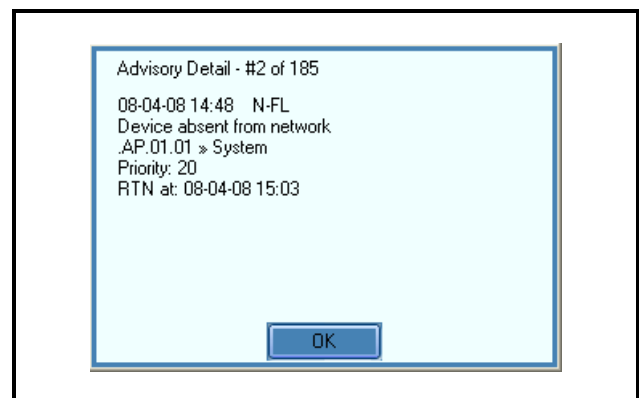 Advisory Detail - #2 of 185
08-04-08 14:48 N-FL
Device absent from network
.AP.01.01 » System
Priority: 20
RTN at: 08-04-08 15:03
OK